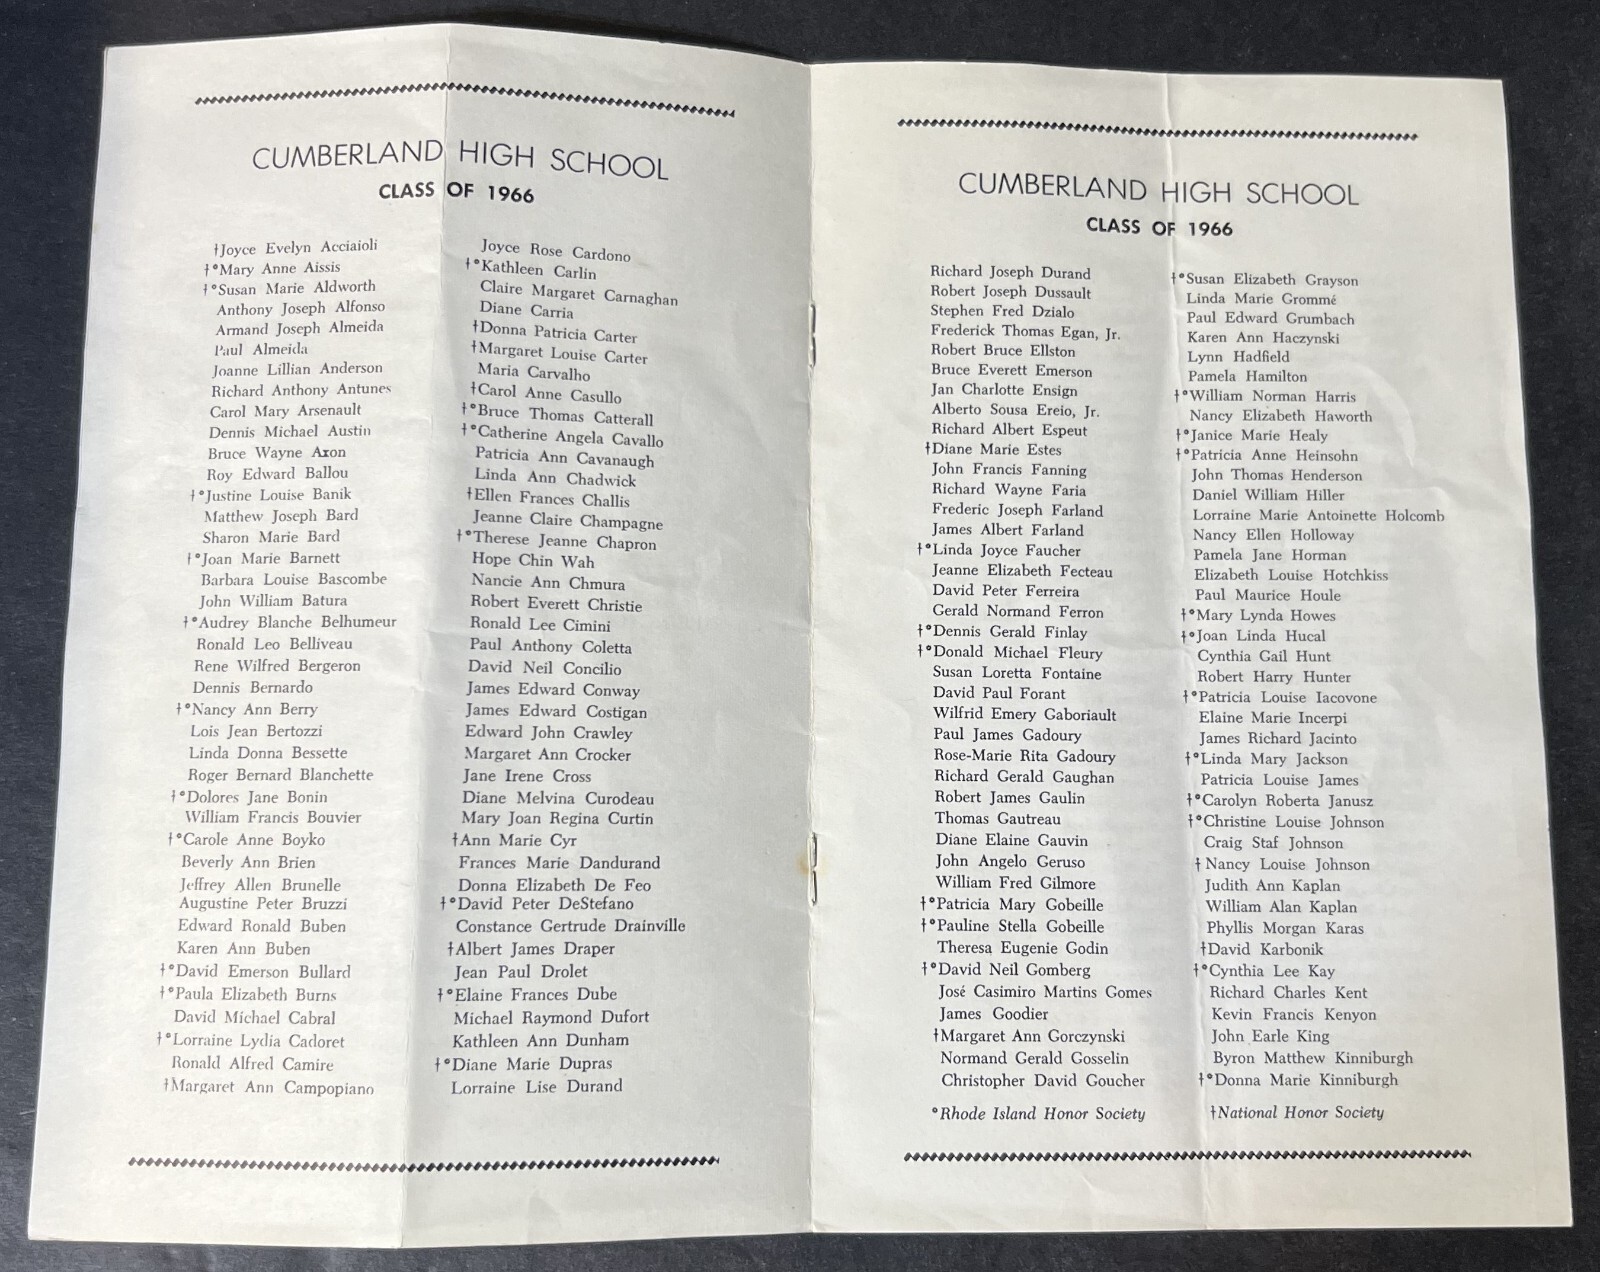 CUMBERLAND HIGH SCHOOL
CLASS OF 1966
†Joyce Evelyn Acciaioli
†°Mary Anne Aissis
†°Susan Marie Aldworth
Anthony Joseph Alfonso
Armand Joseph Almeida
Paul Almeida
Joanne Lillian Anderson
Richard Anthony Antunes
Carol Mary Arsenault
Dennis Michael Austin
Bruce Wayne Axon
Roy Edward Ballou
†°Justine Louise Banik
Matthew Joseph Bard
Sharon Marie Bard
†°Joan Marie Barnett
Barbara Louise Bascombe
John William Batura
†°Audrey Blanche Belhumeur
Ronald Leo Belliveau
Rene Wilfred Bergeron
Dennis Bernardo
†°Nancy Ann Berry
Lois Jean Bertozzi
Linda Donna Bessette
Roger Bernard Blanchette
†°Dolores Jane Bonin
William Francis Bouvier
†°Carole Anne Boyko
Beverly Ann Brien
Jeffrey Allen Brunelle
Augustine Peter Bruzzi
Edward Ronald Buben
Karen Ann Buben
†°David Emerson Bullard
†°Paula Elizabeth Burns
David Michael Cabral
†°Lorraine Lydia Cadoret
Ronald Alfred Camire
†Margaret Ann Campopiano
Joyce Rose Cardono
†°Kathleen Carlin
Claire Margaret Carnaghan
Diane Carria
†Donna Patricia Carter
†Margaret Louise Carter
Maria Carvalho
†Carol Anne Casullo
†°Bruce Thomas Catterall
†°Catherine Angela Cavallo
Patricia Ann Cavanaugh
Linda Ann Chadwick
†Ellen Frances Challis
Jeanne Claire Champagne
†°Therese Jeanne Chapron
Hope Chin Wah
Nancie Ann Chmura
Robert Everett Christie
Ronald Lee Cimini
Paul Anthony Coletta
David Neil Concilio
James Edward Conway
James Edward Costigan
Edward John Crawley
Margaret Ann Crocker
Jane Irene Cross
Diane Melvina Curodeau
Mary Joan Regina Curtin
†Ann Marie Cyr
Frances Marie Dandurand
Donna Elizabeth De Feo
†°David Peter DeStefano
Constance Gertrude Drainville
†Albert James Draper
Jean Paul Drolet
†°Elaine Frances Dube
Michael Raymond Dufort
Kathleen Ann Dunham
†°Diane Marie Dupras
Lorraine Lise Durand
CUMBERLAND HIGH SCHOOL
CLASS OF 1966
Richard Joseph Durand
Robert Joseph Dussault
Stephen Fred Dzialo
Frederick Thomas Egan, Jr.
Robert Bruce Ellston
Bruce Everett Emerson
Jan Charlotte Ensign
Alberto Sousa Ereio, Jr.
Richard Albert Espeut
†Diane Marie Estes
John Francis Fanning
Richard Wayne Faria
Frederic Joseph Farland
James Albert Farland
†°Linda Joyce Faucher
Jeanne Elizabeth Fecteau
David Peter Ferreira
Gerald Normand Ferron
†°Dennis Gerald Finlay
†°Donald Michael Fleury
Susan Loretta Fontaine
David Paul Forant
Wilfrid Emery Gaboriault
Paul James Gadoury
Rose-Marie Rita Gadoury
Richard Gerald Gaughan
Robert James Gaulin
Thomas Gautreau
Diane Elaine Gauvin
John Angelo Geruso
William Fred Gilmore
†°Patricia Mary Gobeille
†°Pauline Stella Gobeille
Theresa Eugenie Godin
†°David Neil Gomberg
José Casimiro Martins Gomes
James Goodier
†Margaret Ann Gorczynski
Normand Gerald Gosselin
Christopher David Goucher
†°Susan Elizabeth Grayson
Linda Marie Grommé
Paul Edward Grumbach
Karen Ann Haczynski
Lynn Hadfield
Pamela Hamilton
†°William Norman Harris
Nancy Elizabeth Haworth
†°Janice Marie Healy
†°Patricia Anne Heinsohn
John Thomas Henderson
Daniel William Hiller
Lorraine Marie Antoinette Holcomb
Nancy Ellen Holloway
Pamela Jane Horman
Elizabeth Louise Hotchkiss
Paul Maurice Houle
†°Mary Lynda Howes
†°Joan Linda Hucal
Cynthia Gail Hunt
Robert Harry Hunter
†°Patricia Louise Iacovone
Elaine Marie Incerpi
James Richard Jacinto
†°Linda Mary Jackson
Patricia Louise James
†°Carolyn Roberta Janusz
†°Christine Louise Johnson
Craig Staf Johnson
†Nancy Louise Johnson
Judith Ann Kaplan
William Alan Kaplan
Phyllis Morgan Karas
†David Karbonik
†°Cynthia Lee Kay
Richard Charles Kent
Kevin Francis Kenyon
John Earle King
Byron Matthew Kinniburgh
†°Donna Marie Kinniburgh
°Rhode Island Honor Society
†National Honor Society